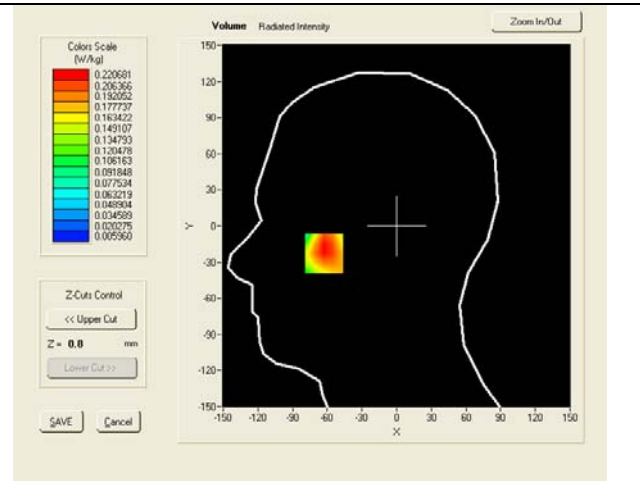 Volume Radiated Intensity
Zoom In/Out
Colors Scale
(W/kg)
0.220681
0.206366
0.192052
0.177737
0.163422
0.149107
0.134793
0.120478
0.106163
0.091848
0.077534
0.063219
0.048904
0.034589
0.020275
0.005960
Z-Cuts Control
<< Upper Cut
Z = 0.8 mm
Lower Cut >>
SAVE Cancel
150
120
90
60
30
0
-30
-60
-90
-120
-150
Y
-150 -120 -90 -60 -30 0 30 60 90 120 150
X